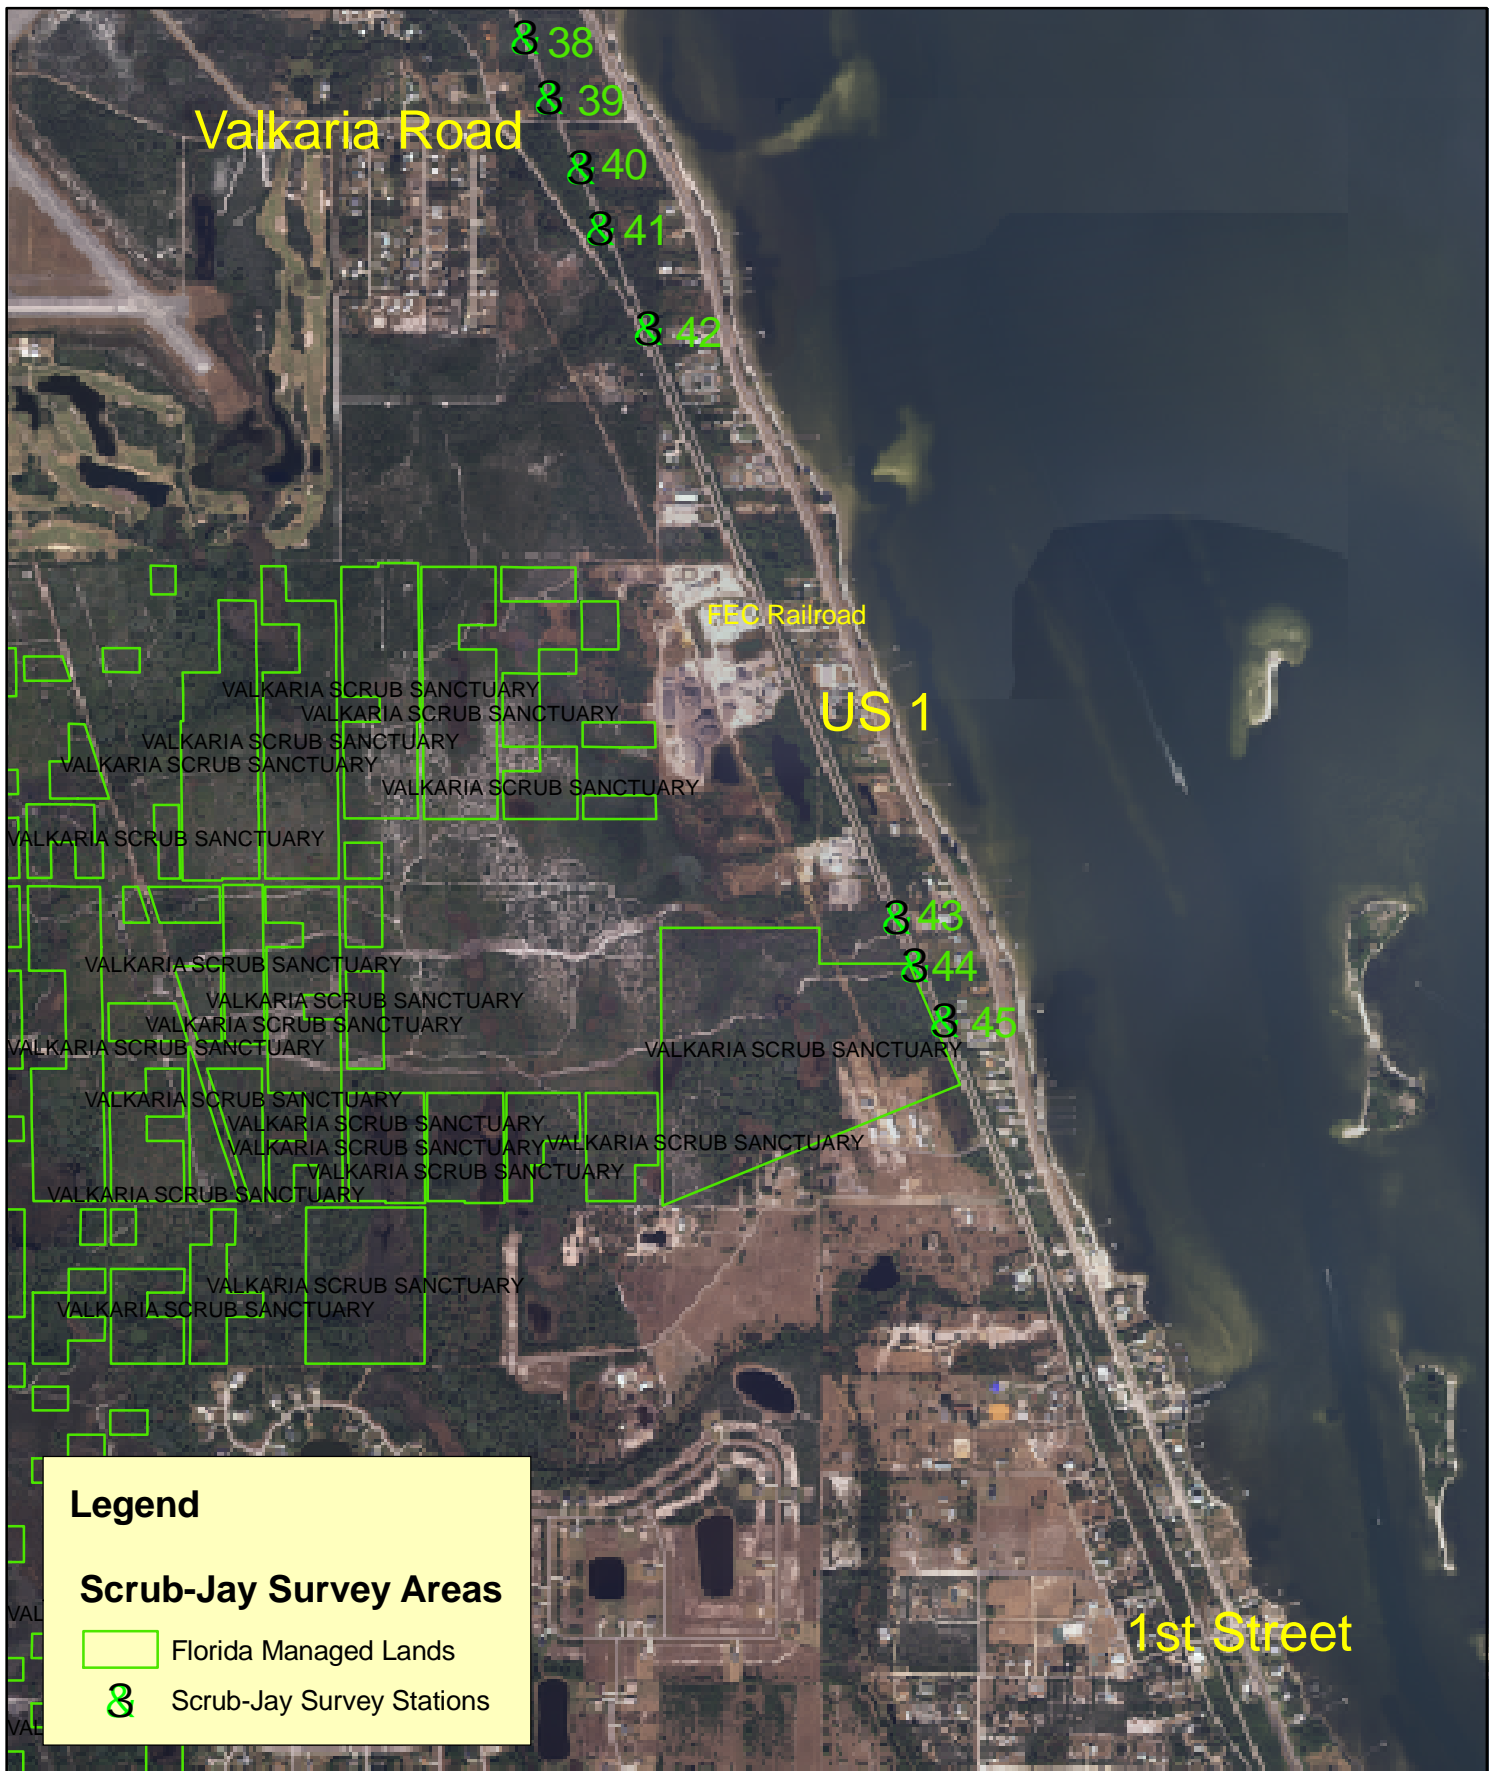 38
39
Valkaria Road
40
41
42
FEC Railroad
VALKARIA SCRUB SANCTUARY
US 1
VALKARIA SCRUB SANCTUARY
VALKARIA SCRUB SANCTUARY
VALKARIA SCRUB SANCTUARY
VALKARIA SCRUB SANCTUARY
VALKARIA SCRUB SANCTUARY
43
VALKARIA SCRUB SANCTUARY
44
VALKARIA SCRUB SANCTUARY
VALKARIA SCRUB SANCTUARY
45
VALKARIA SCRUB SANCTUARY
VALKARIA SCRUB SANCTUARY
VALKARIA SCRUB SANCTUARY
VALKARIA SCRUB SANCTUARY
VALKARIA SCRUB SANCTUARY
VALKARIA SCRUB SANCTUARY
VALKARIA SCRUB SANCTUARY
VALKARIA SCRUB SANCTUARY
VALKARIA SCRUB SANCTUARY
VALKARIA SCRUB SANCTUARY
Legend
Scrub-Jay Survey Areas
VAL
Florida Managed Lands
Scrub-Jay Survey Stations
VAL
1st Street